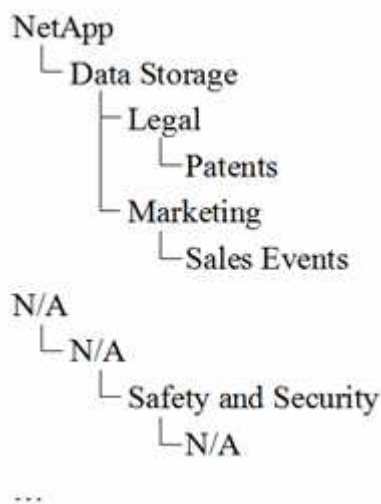 NetApp
Data Storage
Legal
Patents
Marketing
Sales Events
N/A
N/A
Safety and Security
N/A
...